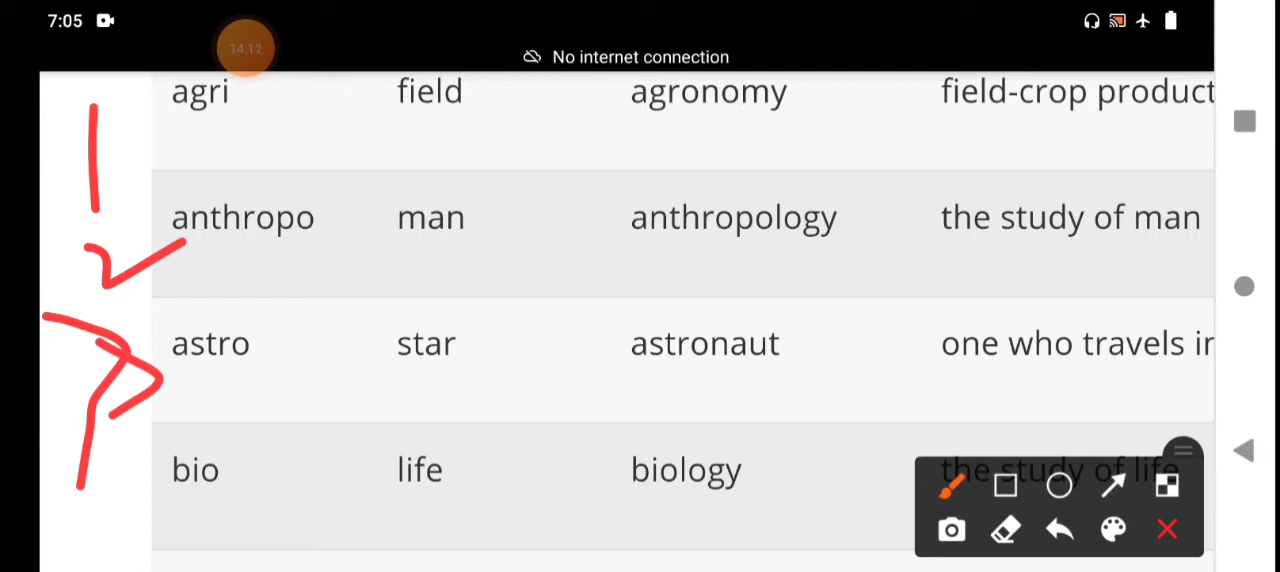 7:05
14:12
No internet connection
agri field agronomy field-crop product
anthropo man anthropology the study of man
astro star astronaut one who travels in
bio life biology the study of life